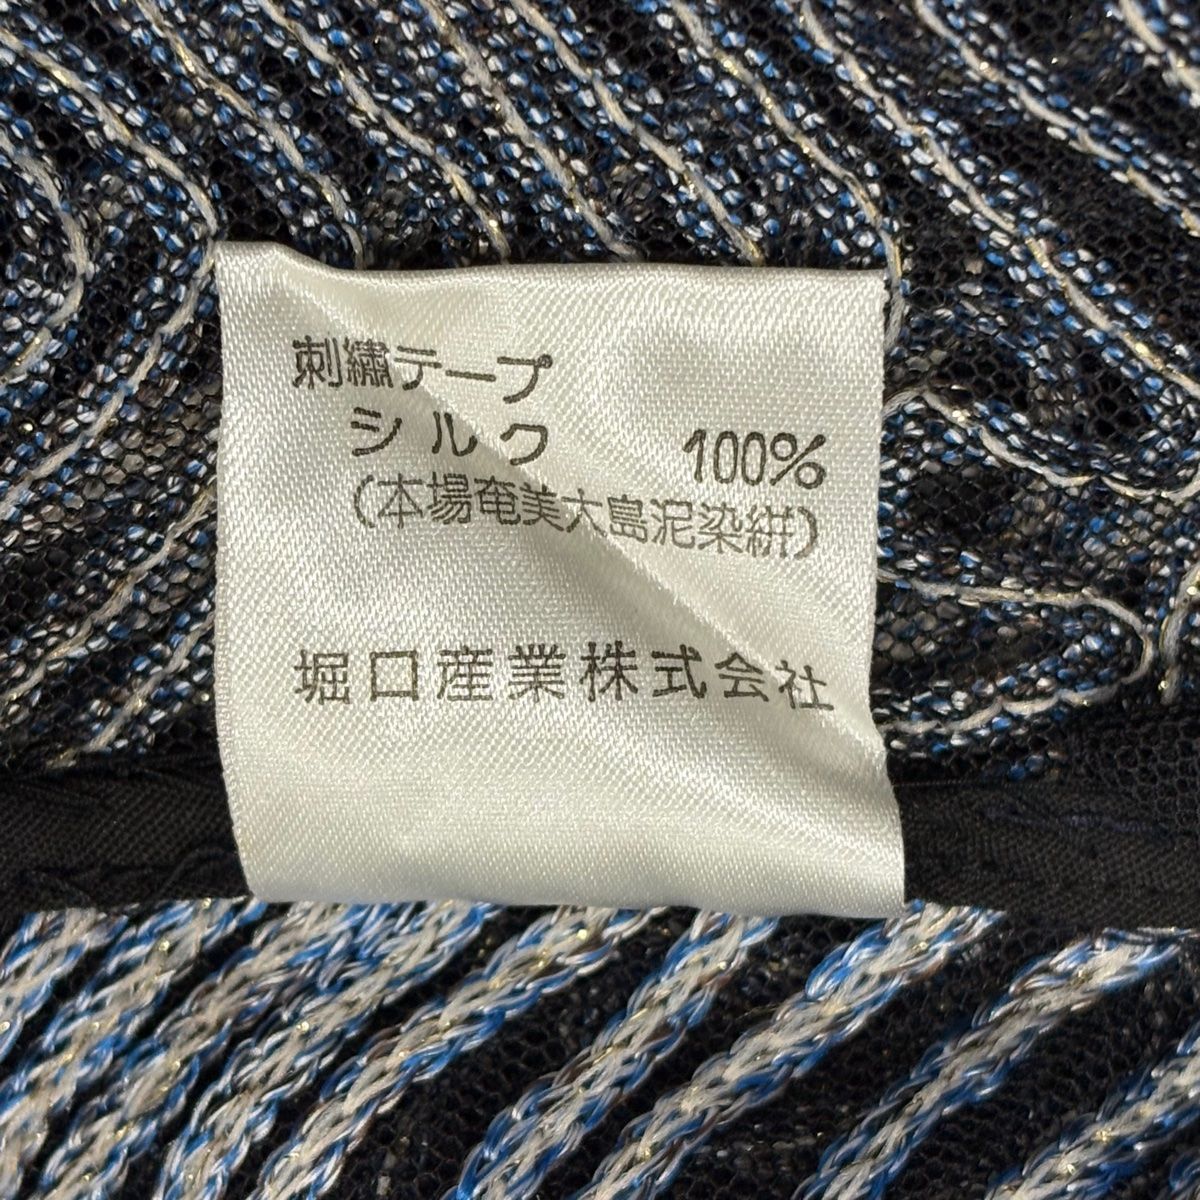 刺繍テープ
シルク 100%
(本場奄美大島泥染絣)
堀口産業株式会社